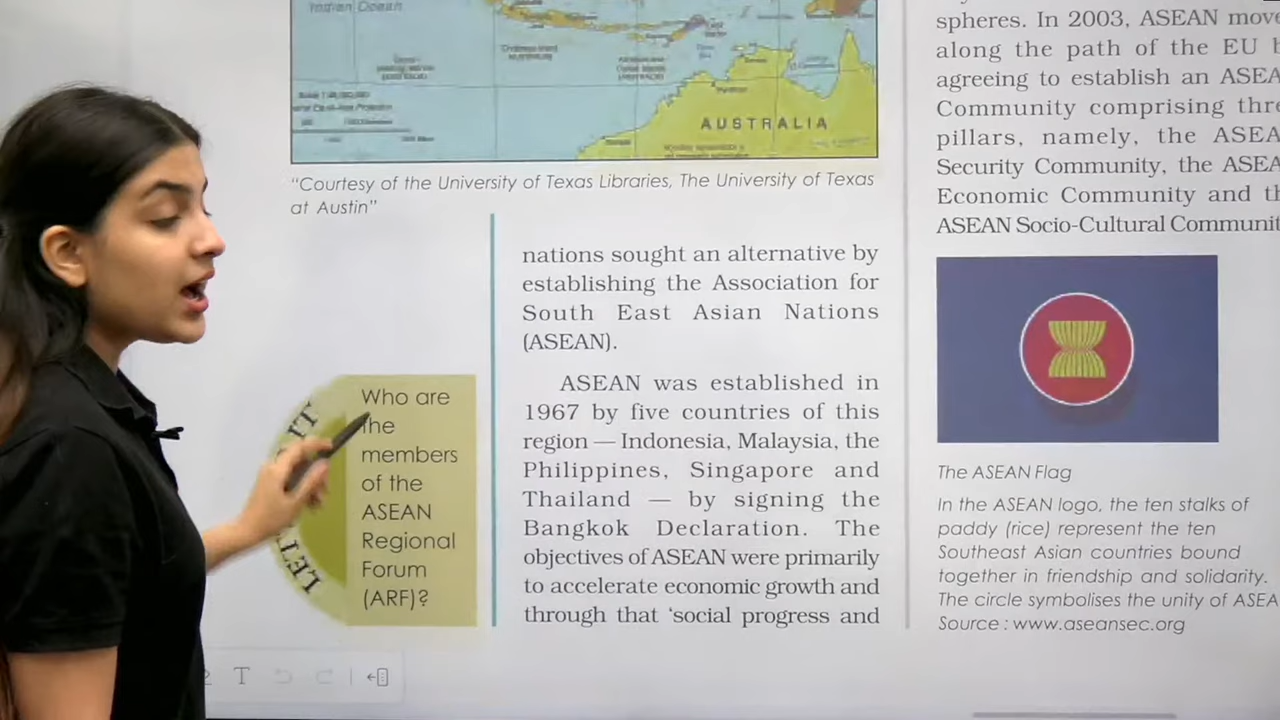 Indian Ocean
AUSTRALIA
"Courtesy of the University of Texas Libraries, The University of Texas
at Austin"
Who are
the
members
of the
ASEAN
Regional
Forum
(ARF)?
nations sought an alternative by
establishing the Association for
South East Asian Nations
(ASEAN).
ASEAN was established in
1967 by five countries of this
region — Indonesia, Malaysia, the
Philippines, Singapore and
Thailand — by signing the
Bangkok Declaration. The
objectives of ASEAN were primarily
to accelerate economic growth and
through that 'social progress and
spheres. In 2003, ASEAN move
along the path of the EU b
agreeing to establish an ASEA
Community comprising thre
pillars, namely, the ASEA
Security Community, the ASEA
Economic Community and th
ASEAN Socio-Cultural Communit
The ASEAN Flag
In the ASEAN logo, the ten stalks of
paddy (rice) represent the ten
Southeast Asian countries bound
together in friendship and solidarity.
The circle symbolises the unity of ASEA
Source : www.aseansec.org
T